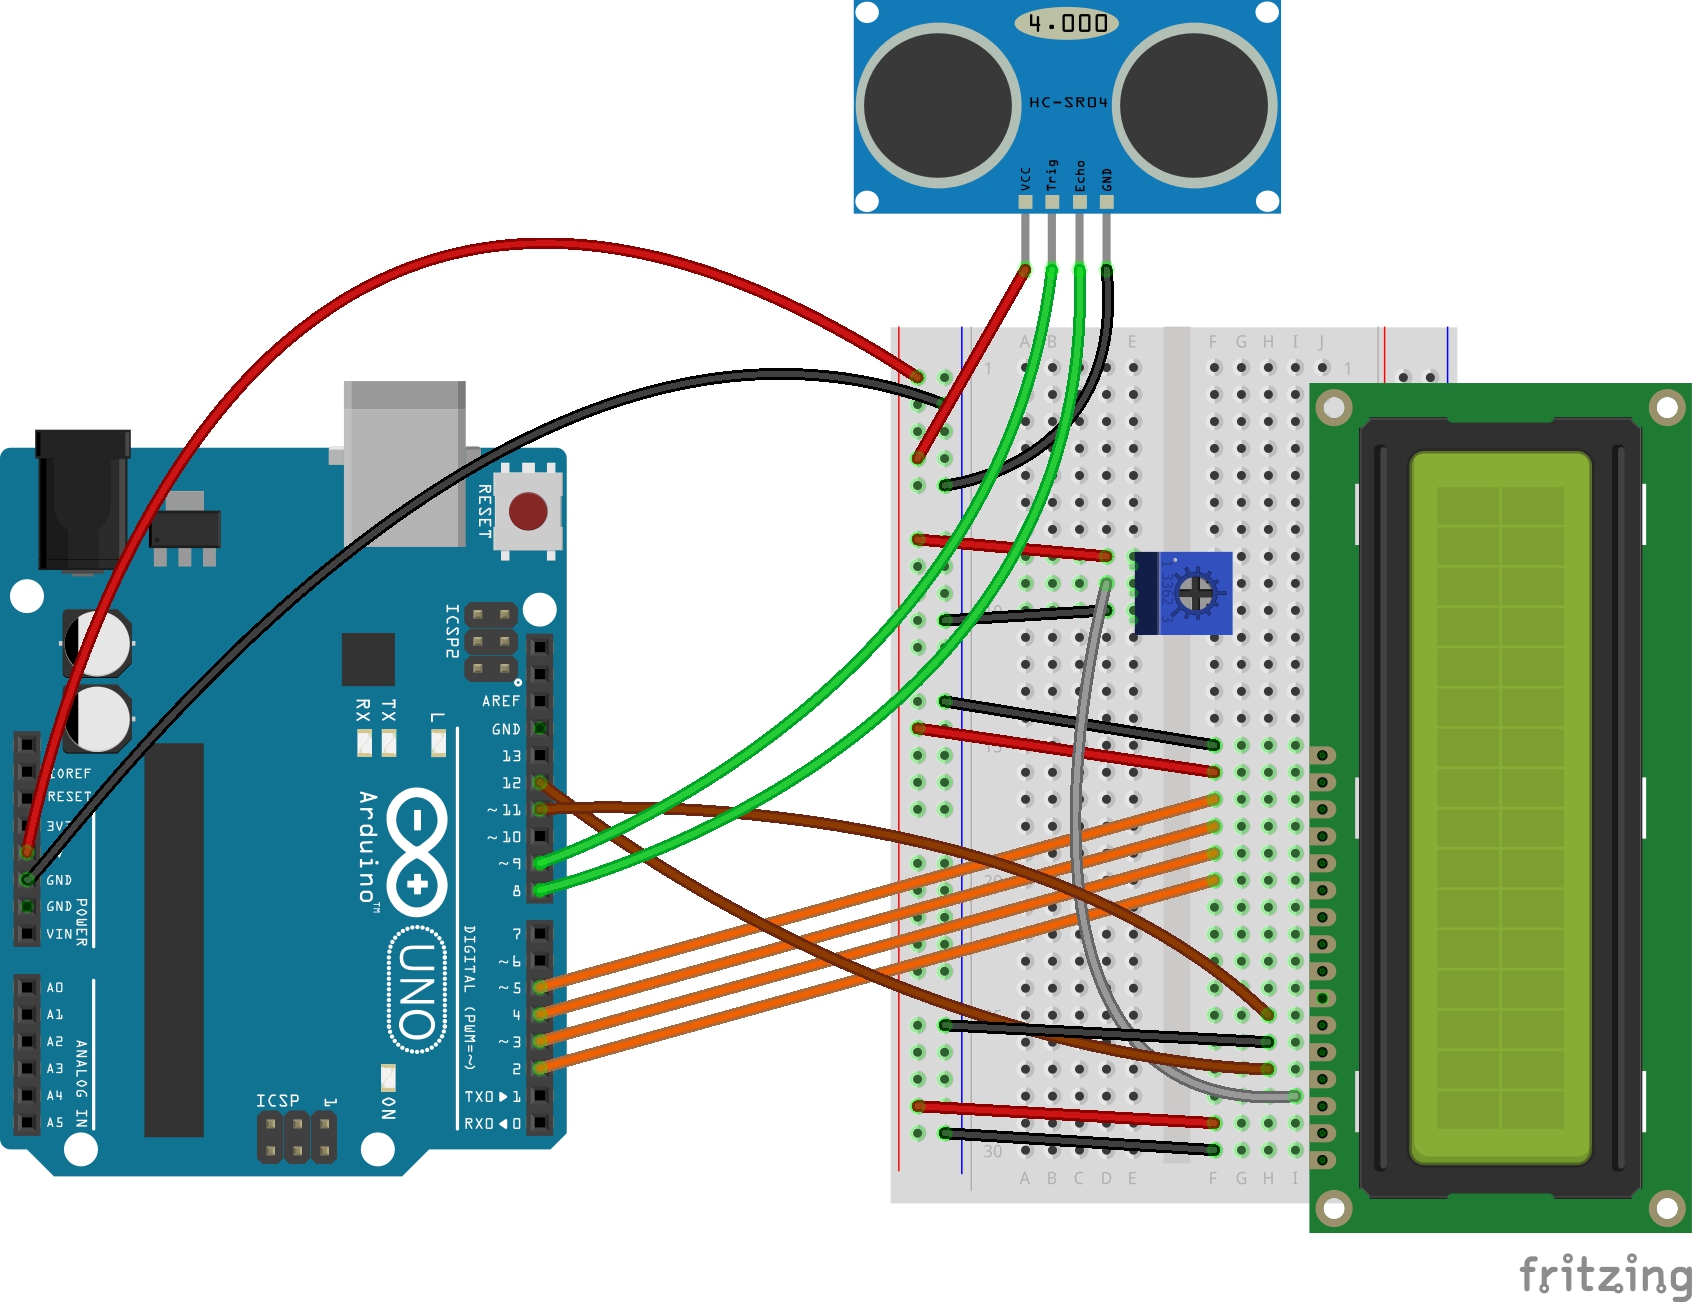 4.000
HC-SR04
VCC
Trig
Echo
GND
A B E F G H I J
1 1
RESET
ICSP2
AREF
GND
13
12
~11
~10
~9
8
7
~6
~5
4
~3
2
TX0▶1
RX0◀0
DIGITAL (PWM=~)
RX
TX
L
Arduino™
UNO
IOREF
RESET
3V3
V
GND
GND
VIN
POWER
A0
A1
A2
A3
A4
A5
ANALOG IN
ICSP
1
ON
3362
15
20
30
A B C D E F G H I
fritzing